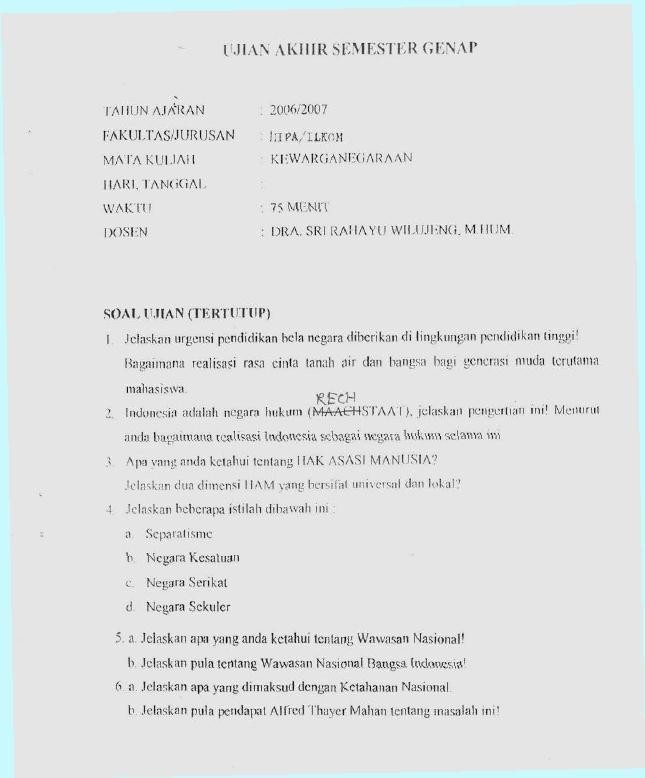 UJIAN AKHIR SEMESTER GENAP
TAHUN AJARAN : 2006/2007
FAKULTAS/JURUSAN : MIPA/ILKOM
MATA KULIAH : KEWARGANEGARAAN
HARI, TANGGAL :
WAKTU : 75 MENIT
DOSEN : DRA. SRI RAHAYU WILUJENG, M.HUM.
SOAL UJIAN (TERTUTUP)
1. Jelaskan urgensi pendidikan bela negara diberikan di lingkungan pendidikan tinggi!
Bagaimana realisasi rasa cinta tanah air dan bangsa bagi generasi muda terutama
mahasiswa.
RECH
2. Indonesia adalah negara hukum (MAACHSTAAT), jelaskan pengertian ini! Menurut
anda bagaimana realisasi Indonesia sebagai negara hukum selama ini
3. Apa yang anda ketahui tentang HAK ASASI MANUSIA?
Jelaskan dua dimensi HAM yang bersifat universal dan lokal?
4. Jelaskan beberapa istilah dibawah ini :
a. Separatisme
b. Negara Kesatuan
c. Negara Serikat
d. Negara Sekuler
5. a. Jelaskan apa yang anda ketahui tentang Wawasan Nasional!
b. Jelaskan pula tentang Wawasan Nasional Bangsa Indonesia!
6. a. Jelaskan apa yang dimaksud dengan Ketahanan Nasional.
b. Jelaskan pula pendapat Alfred Thayer Mahan tentang masalah ini!